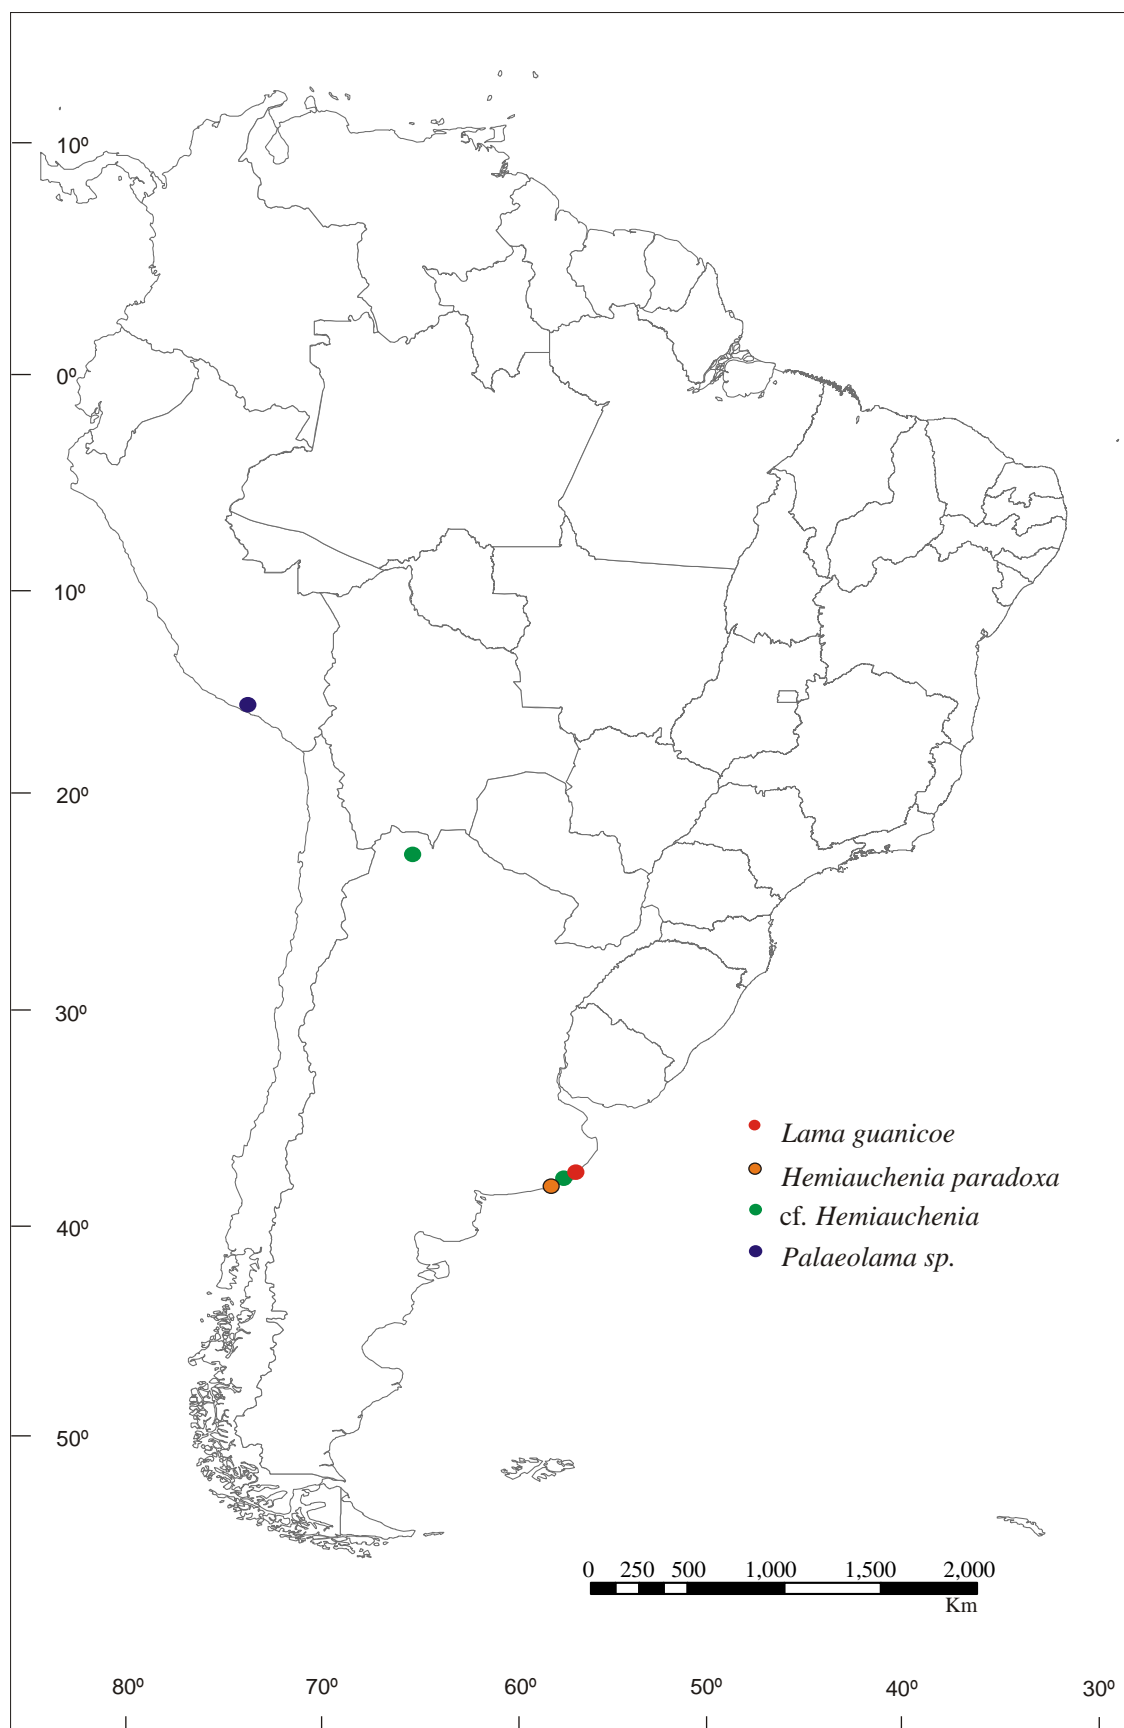 10º
0º
10º
20º
30º
40º
50º
Lama guanicoe
Hemiauchenia paradoxa
cf. Hemiauchenia
Palaeolama sp.
0 250 500 1,000 1,500 2,000
Km
80º 70º 60º 50º 40º 30º